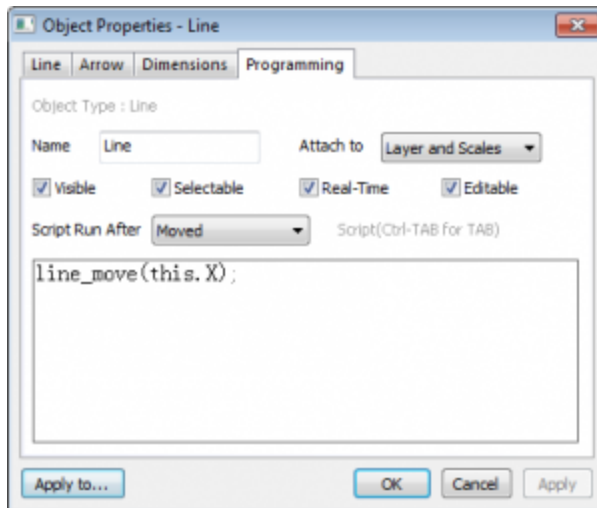 Object Properties - Line
Line Arrow Dimensions Programming
Object Type : Line
Name Line Attach to Layer and Scales
Visible Selectable Real-Time Editable
Script Run After Moved Script(Ctrl-TAB for TAB)
line_move(this.X);
Apply to... OK Cancel Apply